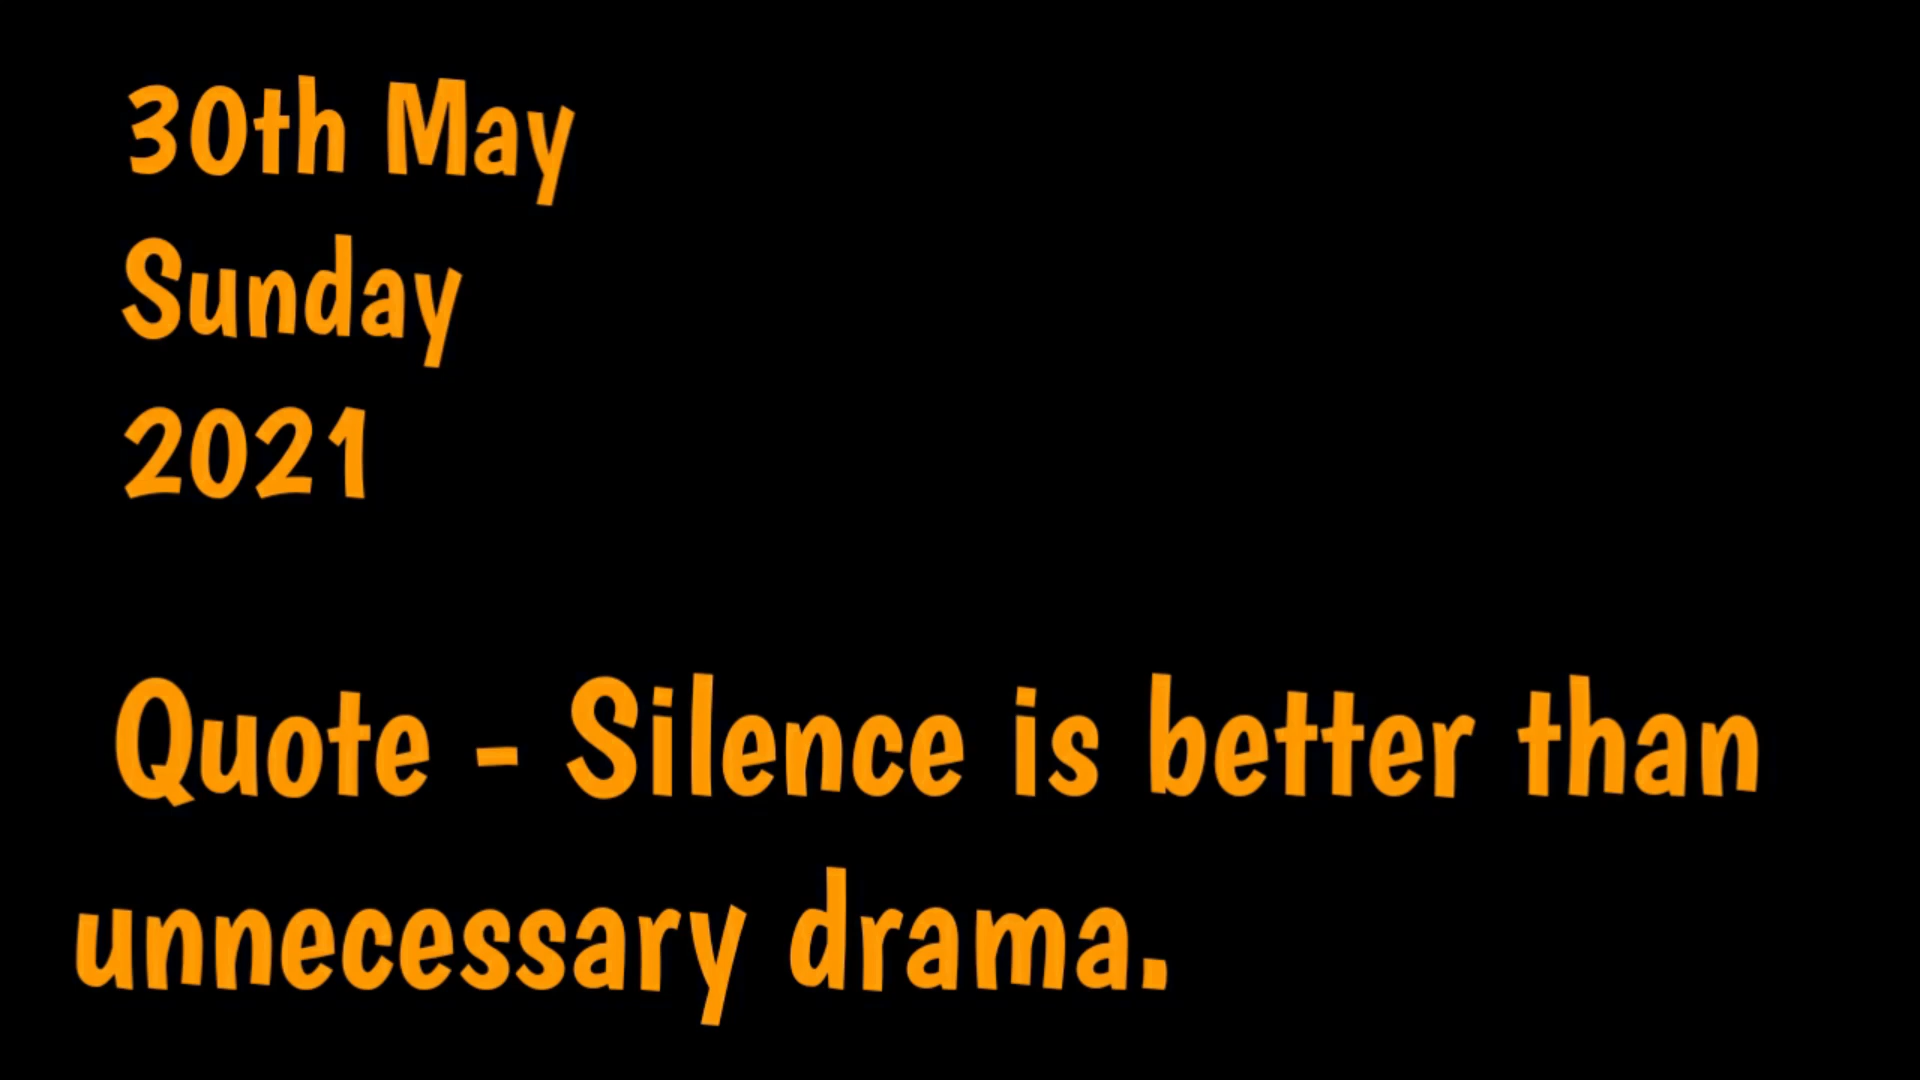 30th May
Sunday
2021
Quote - Silence is better than
unnecessary drama.